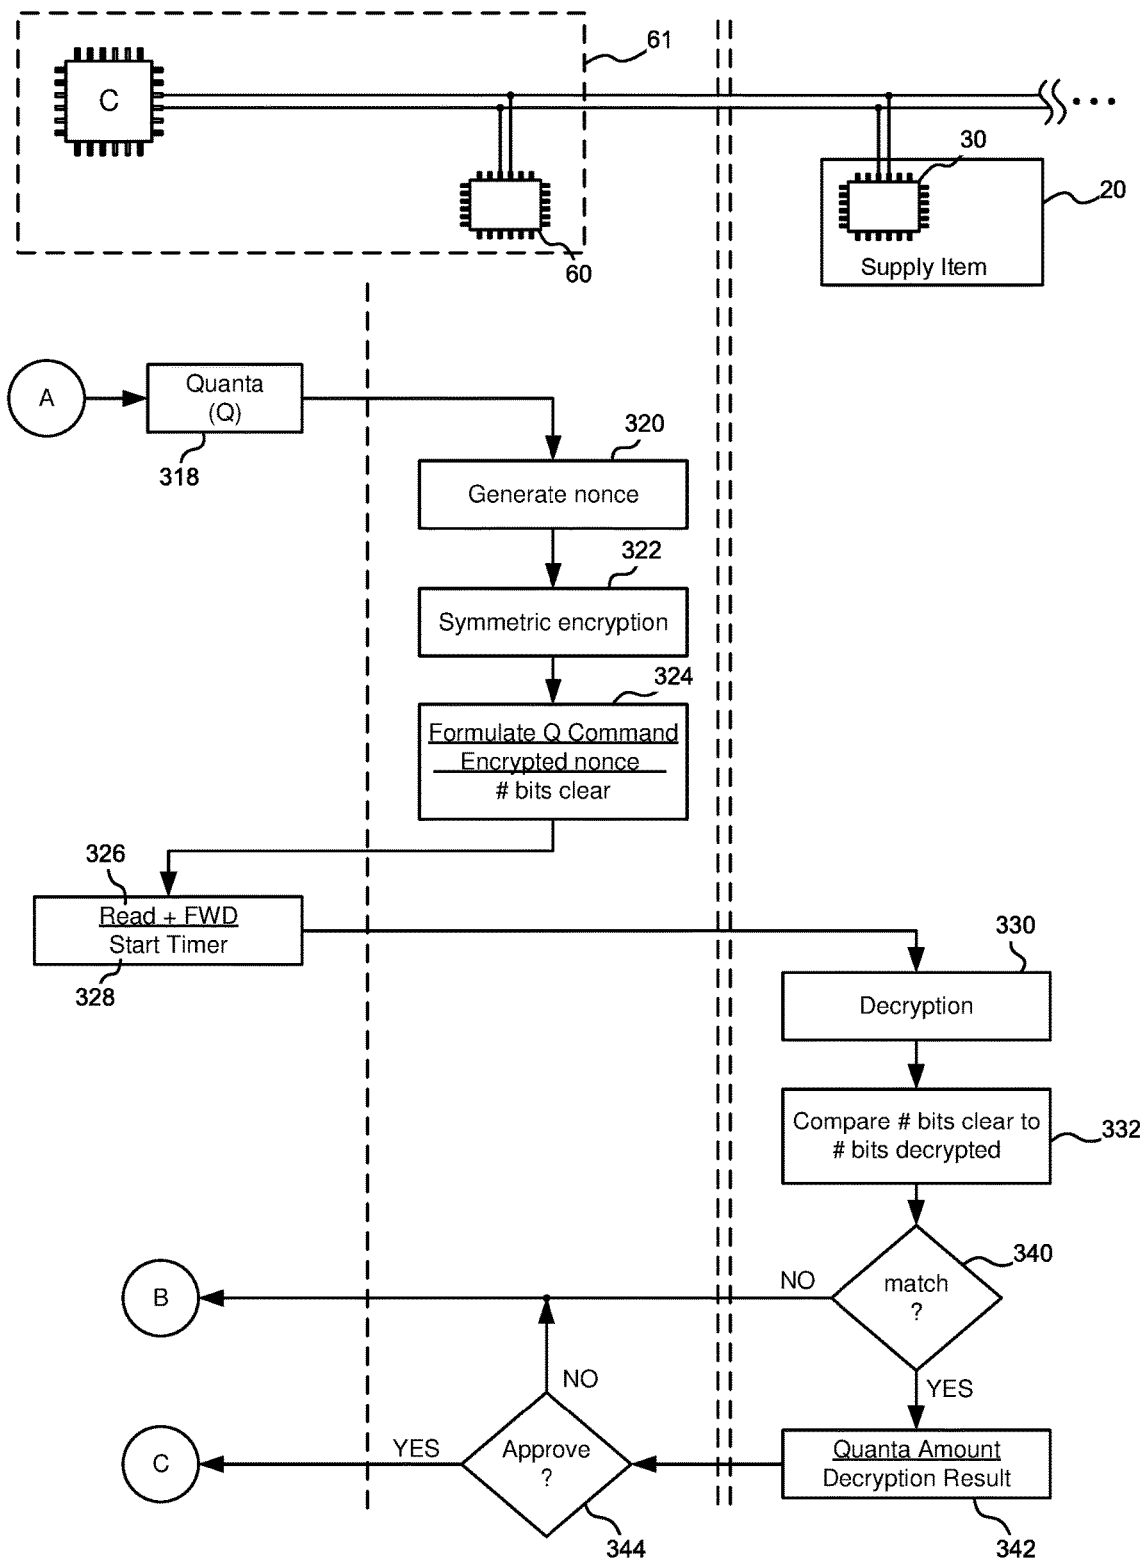 61
C
30
20
Supply Item
60
A
Quanta
(Q)
318
320
Generate nonce
322
Symmetric encryption
324
Formulate Q Command
Encrypted nonce
# bits clear
326
Read + FWD
Start Timer
328
330
Decryption
Compare # bits clear to
# bits decrypted
332
340
match
?
NO
B
YES
NO
Quanta Amount
Decryption Result
342
Approve
?
344
YES
C